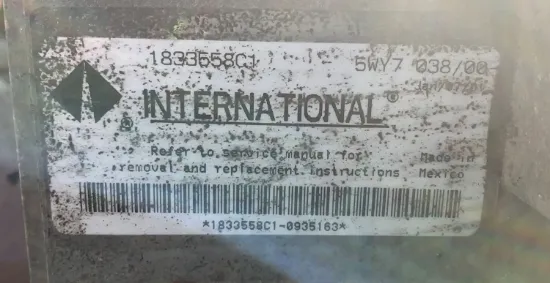 1833558C1 5WY7 038/00
INTERNATIONAL®
Refer to service manual for Made in
removal and replacement instructions Mexico
*1833558C1-0935163*